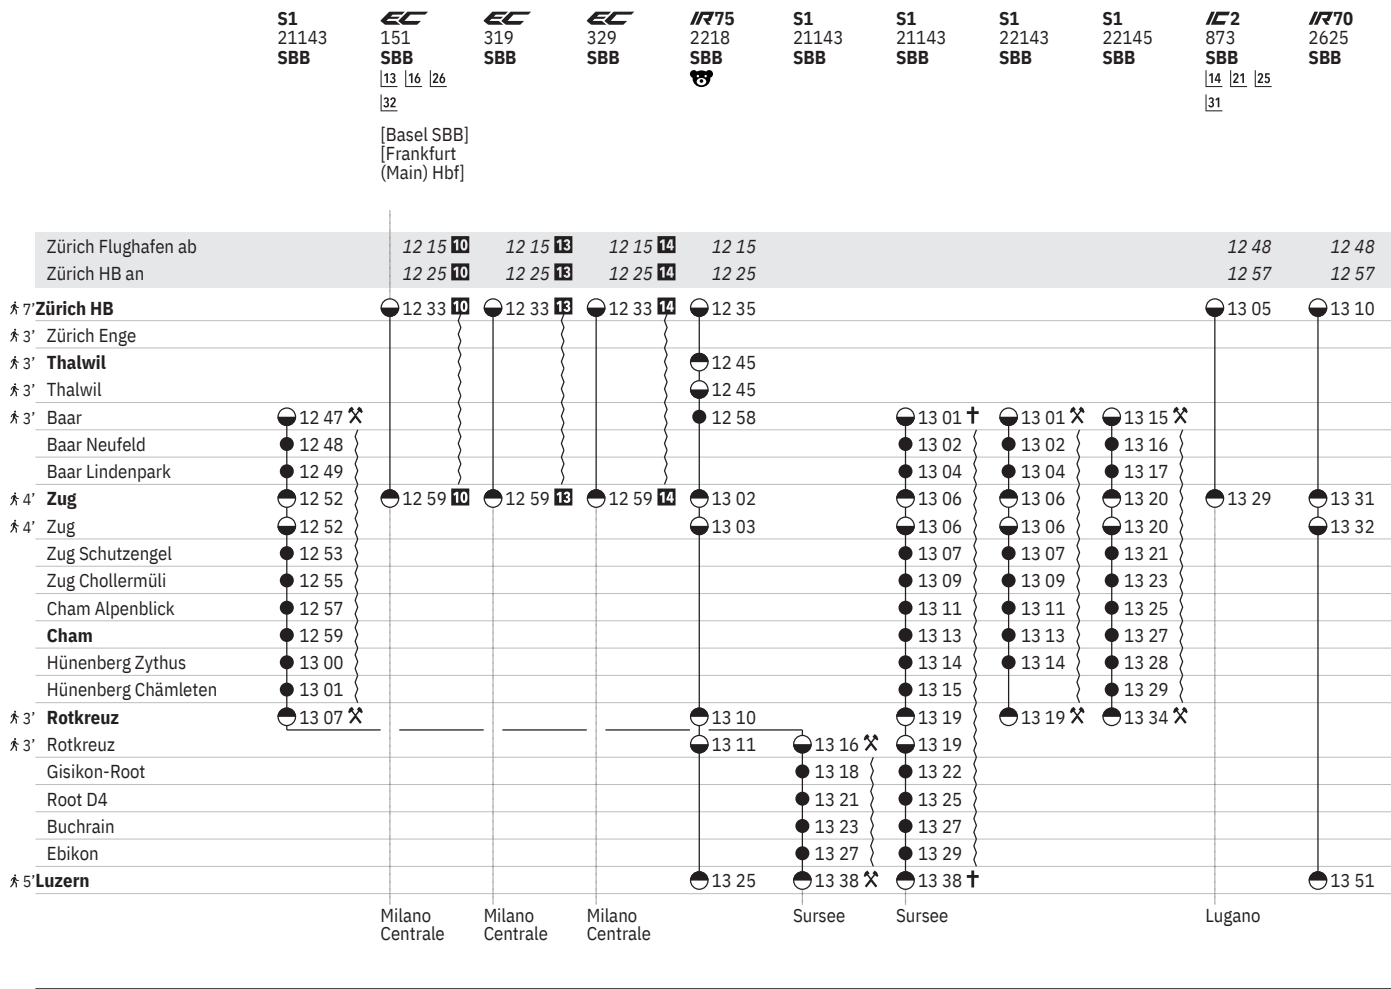 S1 EC EC EC IR75 S1 S1 S1 S1 IC2 IR70
21143 151 319 329 2218 21143 21143 22143 22145 873 2625
SBB SBB SBB SBB SBB SBB SBB SBB SBB SBB SBB
13 16 26 14 21 25
32 31
[Basel SBB]
[Frankfurt
(Main) Hbf]
Zürich Flughafen ab 12 15 10 12 15 13 12 15 14 12 15 12 48 12 48
Zürich HB an 12 25 10 12 25 13 12 25 14 12 25 12 57 12 57
7’ Zürich HB 12 33 10 12 33 13 12 33 14 12 35 13 05 13 10
3’ Zürich Enge
3’ Thalwil 12 45
3’ Thalwil 12 45
3’ Baar 12 47 12 58 13 01 † 13 01 13 15
Baar Neufeld 12 48 13 02 13 02 13 16
Baar Lindenpark 12 49 13 04 13 04 13 17
4’ Zug 12 52 12 59 10 12 59 13 12 59 14 13 02 13 06 13 06 13 20 13 29 13 31
4’ Zug 12 52 13 03 13 06 13 06 13 20 13 32
Zug Schutzengel 12 53 13 07 13 07 13 21
Zug Chollermüli 12 55 13 09 13 09 13 23
Cham Alpenblick 12 57 13 11 13 11 13 25
Cham 12 59 13 13 13 13 13 27
Hünenberg Zythus 13 00 13 14 13 14 13 28
Hünenberg Chämleten 13 01 13 15 13 29
3’ Rotkreuz 13 07 13 10 13 19 13 19 13 34
3’ Rotkreuz 13 11 13 16 13 19
Gisikon-Root 13 18 13 22
Root D4 13 21 13 25
Buchrain 13 23 13 27
Ebikon 13 27 13 29
5’ Luzern 13 25 13 38 13 38 † 13 51
Milano Milano Milano Sursee Sursee Lugano
Centrale Centrale Centrale